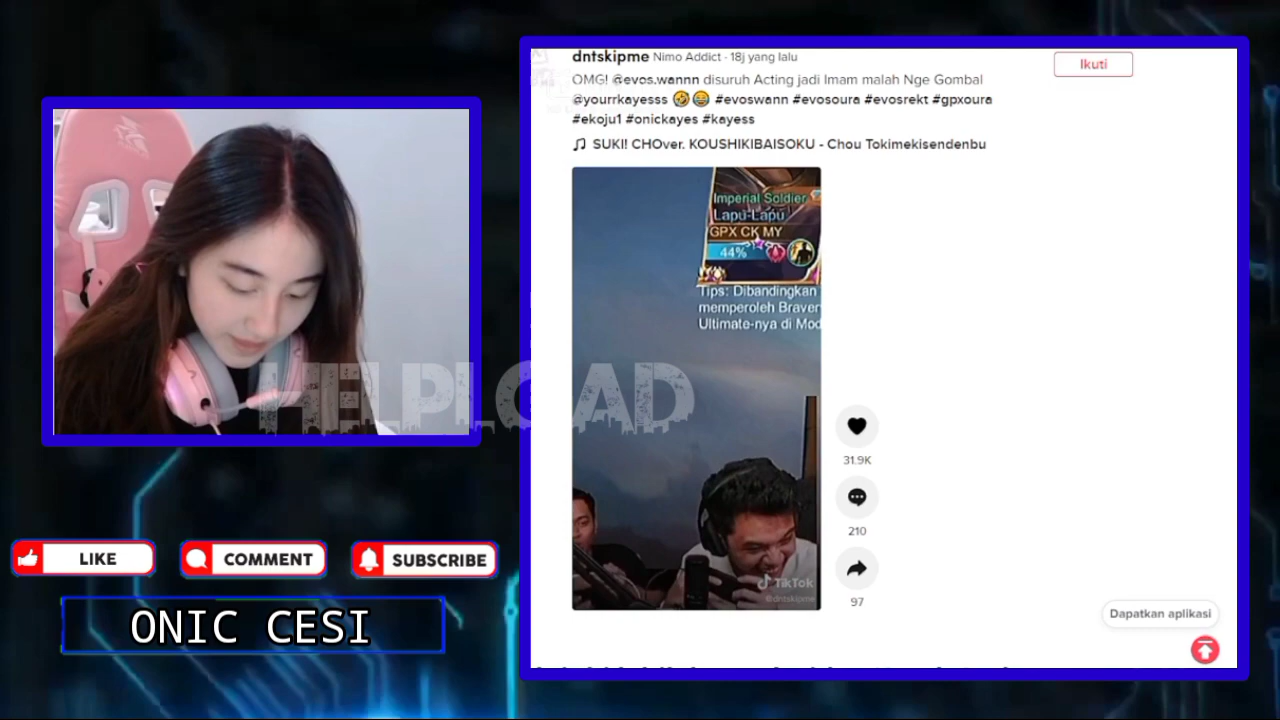 dntskipme Nimo Addict · 18j yang lalu
Ikuti
OMG! @evos.wannn disuruh Acting jadi Imam malah Nge Gombal
@yourrkayesss 🤣😂 #evoswann #evosoura #evosrekt #gpxoura
#ekoju1 #onickayes #kayess
♫ SUKI! CHOver. KOUSHIKIBAISOKU - Chou Tokimekisendenbu
Imperial Soldier
Lapu-Lapu
GPX CK MY
44%
Tips: Dibandingkan
memperoleh Braver
Ultimate-nya di Mod
HELPLOAD
31.9K
210
97
TikTok
@dntskipme
Dapatkan aplikasi
LIKE
COMMENT
SUBSCRIBE
ONIC CESI